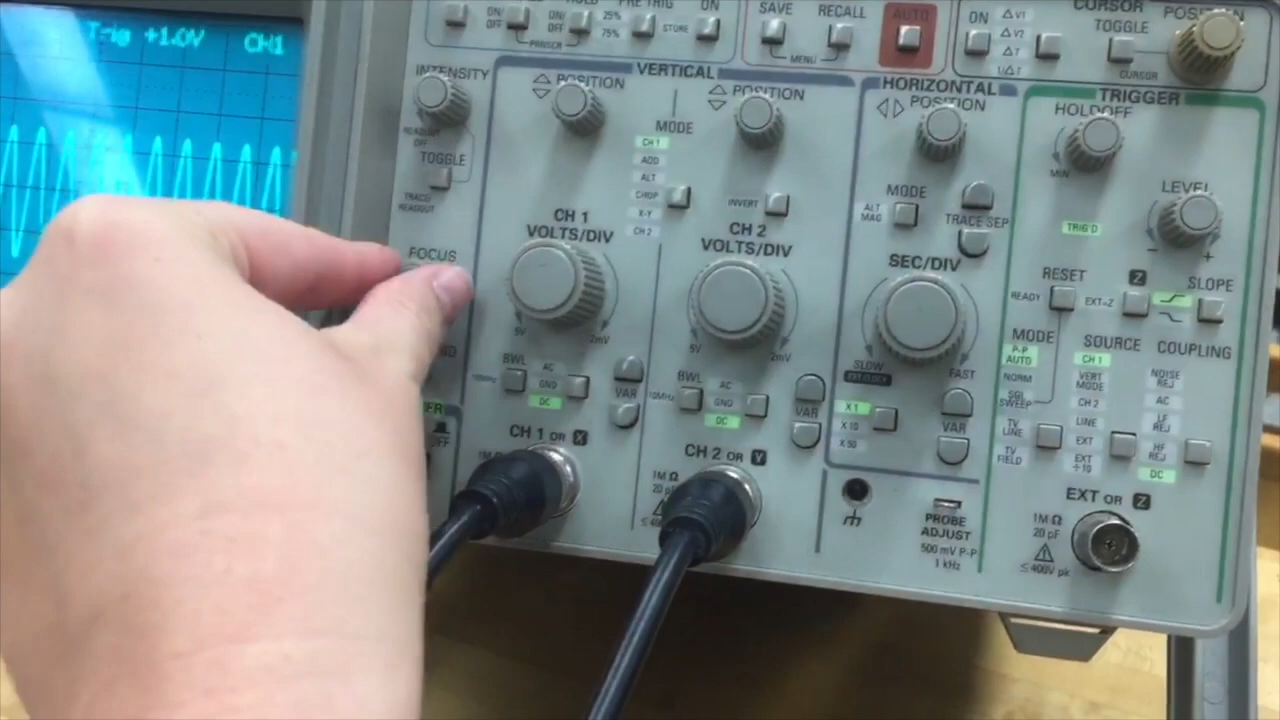 Trig +1.0V CH1
ON/
OFF
ON/
OFF
25%
75%
PRE TRIG
STORE
ON
SAVE
RECALL
MENU
AUTO
ON
ΔV1
ΔV2
ΔT
1/ΔT
CURSOR
TOGGLE
CURSOR
POSITION
INTENSITY
READOUT
OFF
TOGGLE
TRACE/
READOUT
FOCUS
VERTICAL
POSITION
POSITION
MODE
CH 1
ADD
ALT
CHOP
X-Y
CH 2
INVERT
CH 1
VOLTS/DIV
5V
2mV
CH 2
VOLTS/DIV
5V
2mV
BWL
AC
GND
DC
VAR
BWL
10MHz
AC
GND
DC
VAR
CH 1 OR X
CH 2 OR Y
1M Ω
20 pF
HORIZONTAL
POSITION
MODE
ALT
MAG
TRACE SEP
SEC/DIV
SLOW
FAST
X 1
X 10
X 50
VAR
PROBE
ADJUST
500 mV P-P
1 kHz
TRIGGER
HOLDOFF
MIN
LEVEL
- +
TRIG'D
RESET
READY
EXT=Z
Z
SLOPE
MODE
P-P
AUTO
NORM
SGL
SWEEP
TV
LINE
TV
FIELD
SOURCE
CH 1
VERT
MODE
CH 2
LINE
EXT
EXT
÷10
COUPLING
NOISE
REJ
AC
LF
REJ
HF
REJ
DC
EXT OR Z
1M Ω
20 pF
≤400V pk